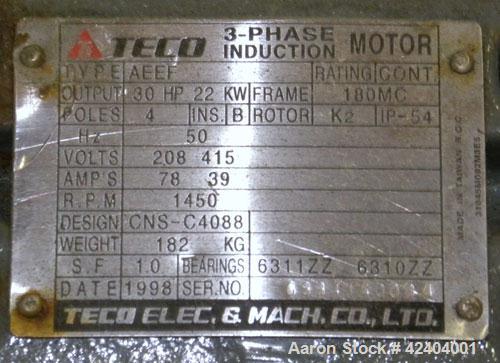 TECO 3-PHASE INDUCTION MOTOR
TYPE AEEF RATING CONT.
OUTPUT 30 HP 22 KW FRAME 180MC
POLES 4 INS. B ROTOR K2 IP-54
Hz 50
VOLTS 208 415
AMP'S 78 39
R.P.M 1450
DESIGN CNS-C4088
WEIGHT 182 KG
S.F 1.0 BEARINGS 6311ZZ 6310ZZ
DATE 1998 SER.NO.
TECO ELEC. & MACH. CO., LTD.
MADE IN TAIWAN R.O.C.
Aaron Stock # 42404001